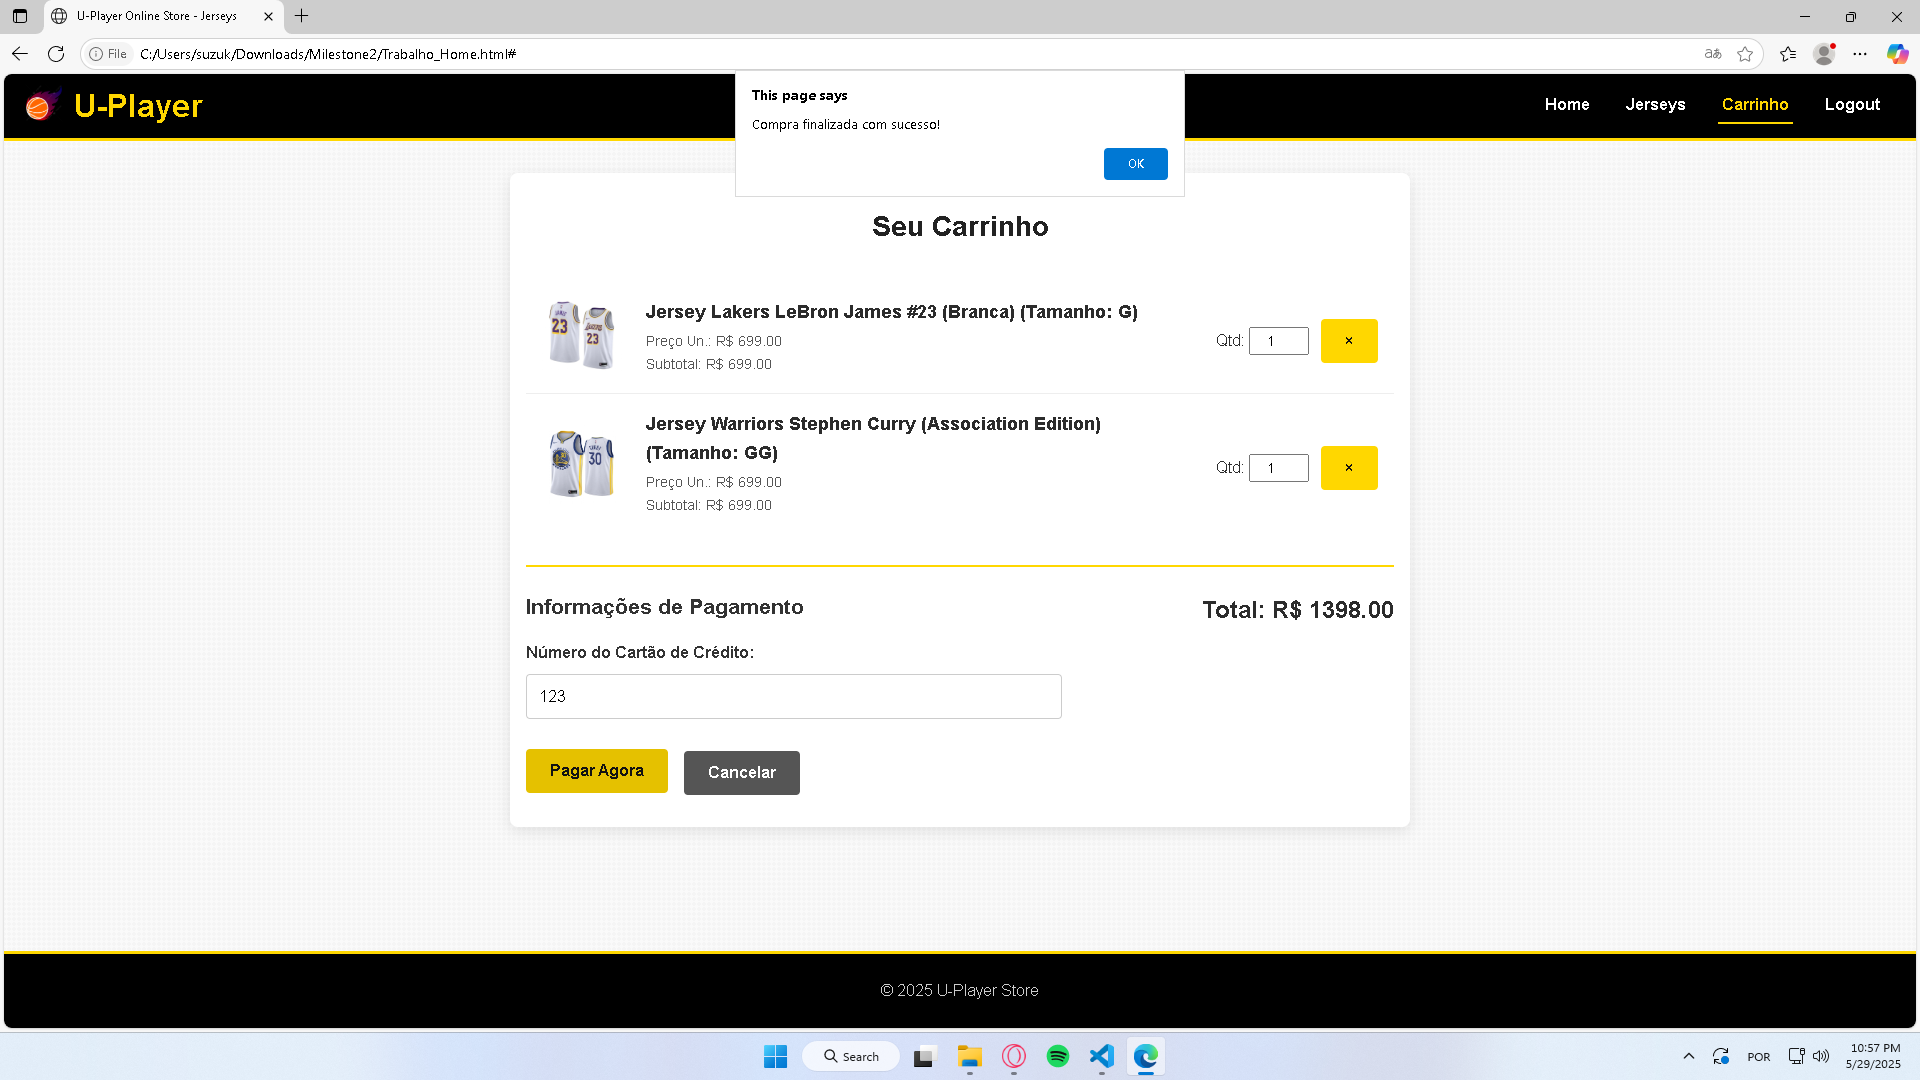 U-Player Online Store - Jerseys
File
C:/Users/suzuk/Downloads/Milestone2/Trabalho_Home.html#
This page says
Compra finalizada com sucesso!
OK
U-Player
Home
Jerseys
Carrinho
Logout
Seu Carrinho
Jersey Lakers LeBron James #23 (Branca) (Tamanho: G)
Preço Un.: R$ 699.00
Subtotal: R$ 699.00
Qtd: 1
×
Jersey Warriors Stephen Curry (Association Edition)
(Tamanho: GG)
Preço Un.: R$ 699.00
Subtotal: R$ 699.00
Qtd: 1
×
Informações de Pagamento
Total: R$ 1398.00
Número do Cartão de Crédito:
123
Pagar Agora
Cancelar
© 2025 U-Player Store
Search
POR
10:57 PM
5/29/2025